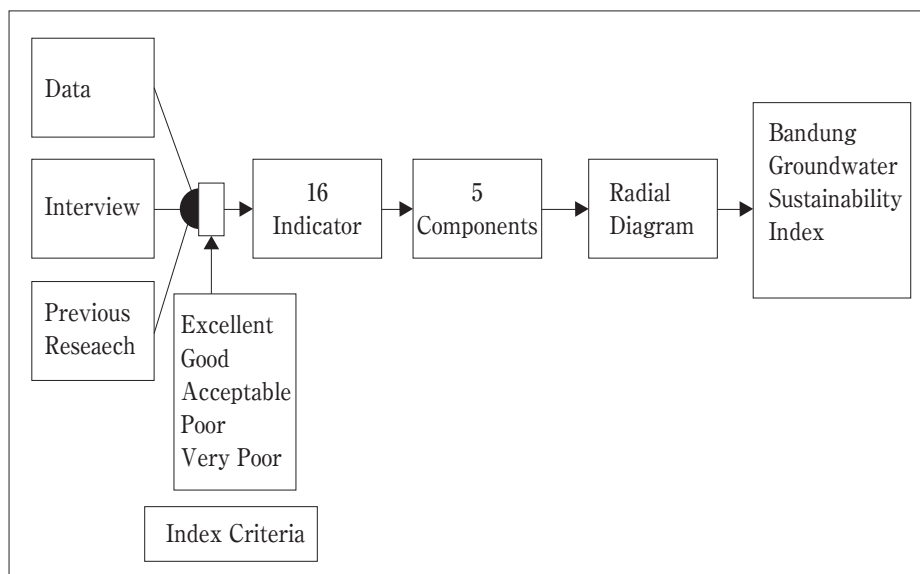 Data
Interview
Previous
Reseaech
Excellent
Good
Acceptable
Poor
Very Poor
Index Criteria
16
Indicator
5
Components
Radial
Diagram
Bandung
Groundwater
Sustainability
Index